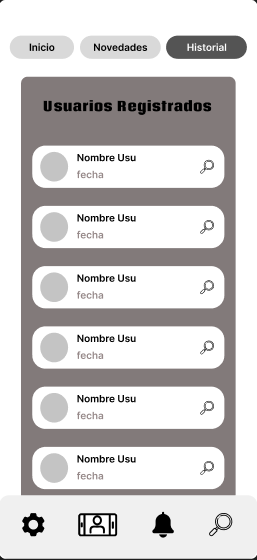 Inicio
Novedades
Historial
Usuarios Registrados
Nombre Usu
fecha
Nombre Usu
fecha
Nombre Usu
fecha
Nombre Usu
fecha
Nombre Usu
fecha
Nombre Usu
fecha